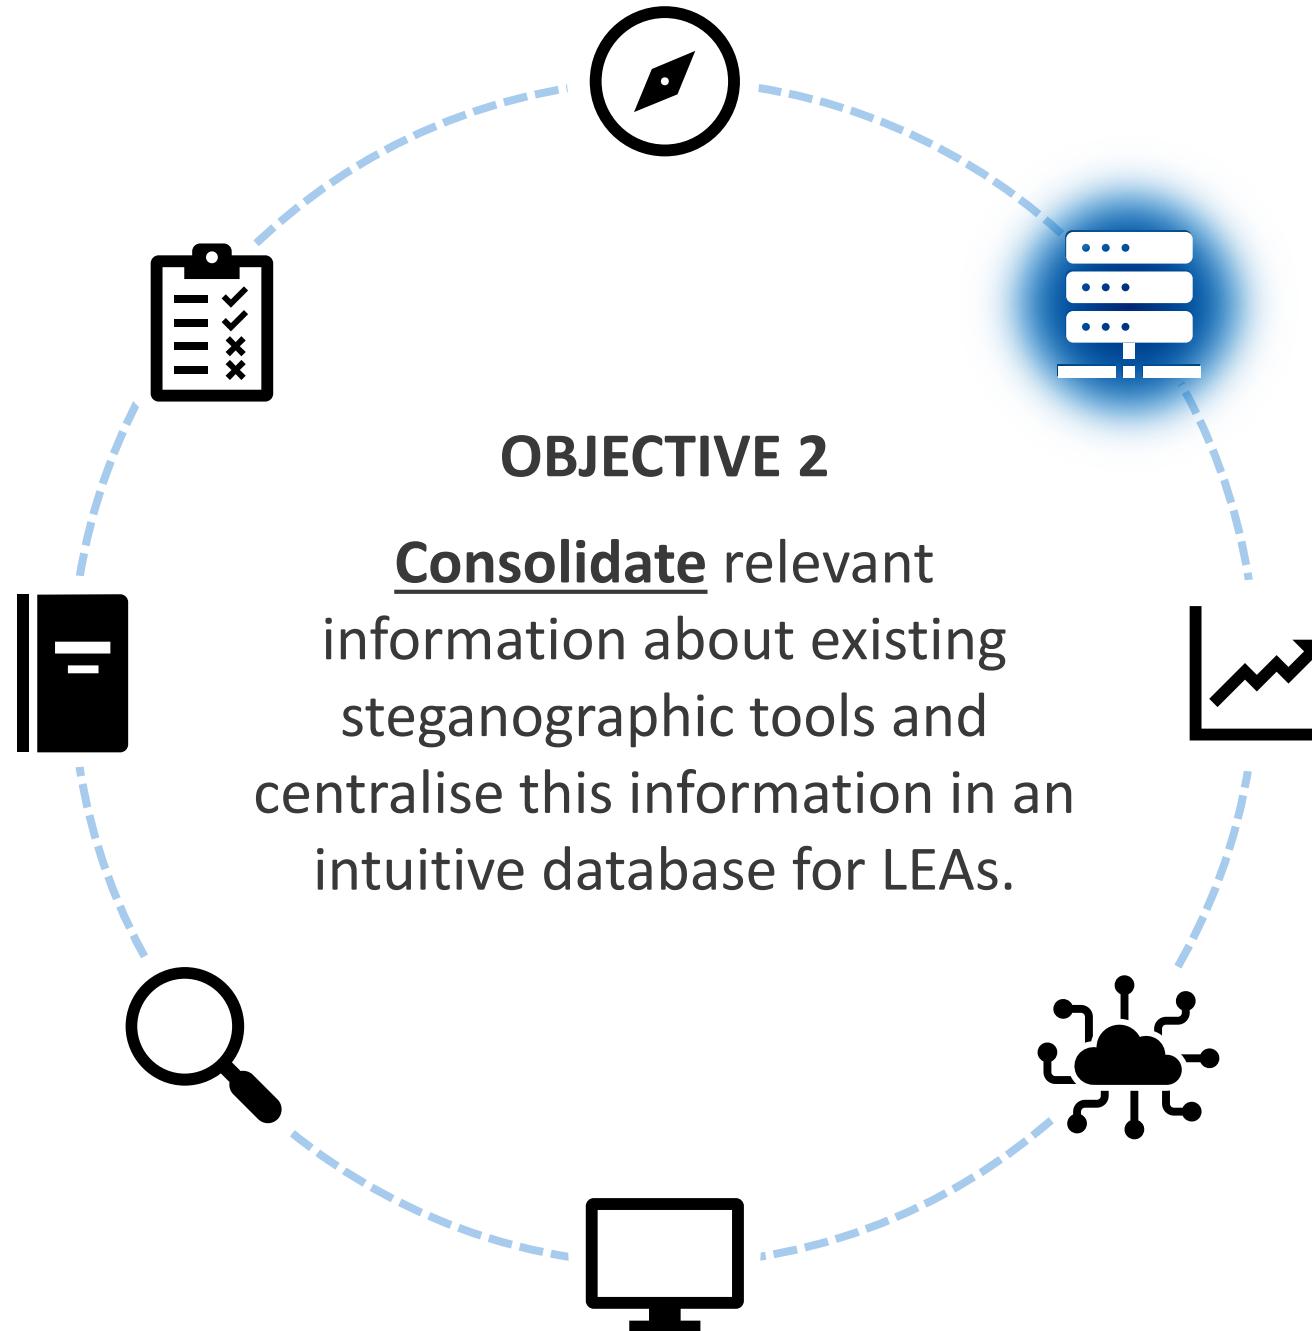 OBJECTIVE 2
Consolidate relevant
information about existing
steganographic tools and
centralise this information in an
intuitive database for LEAs.